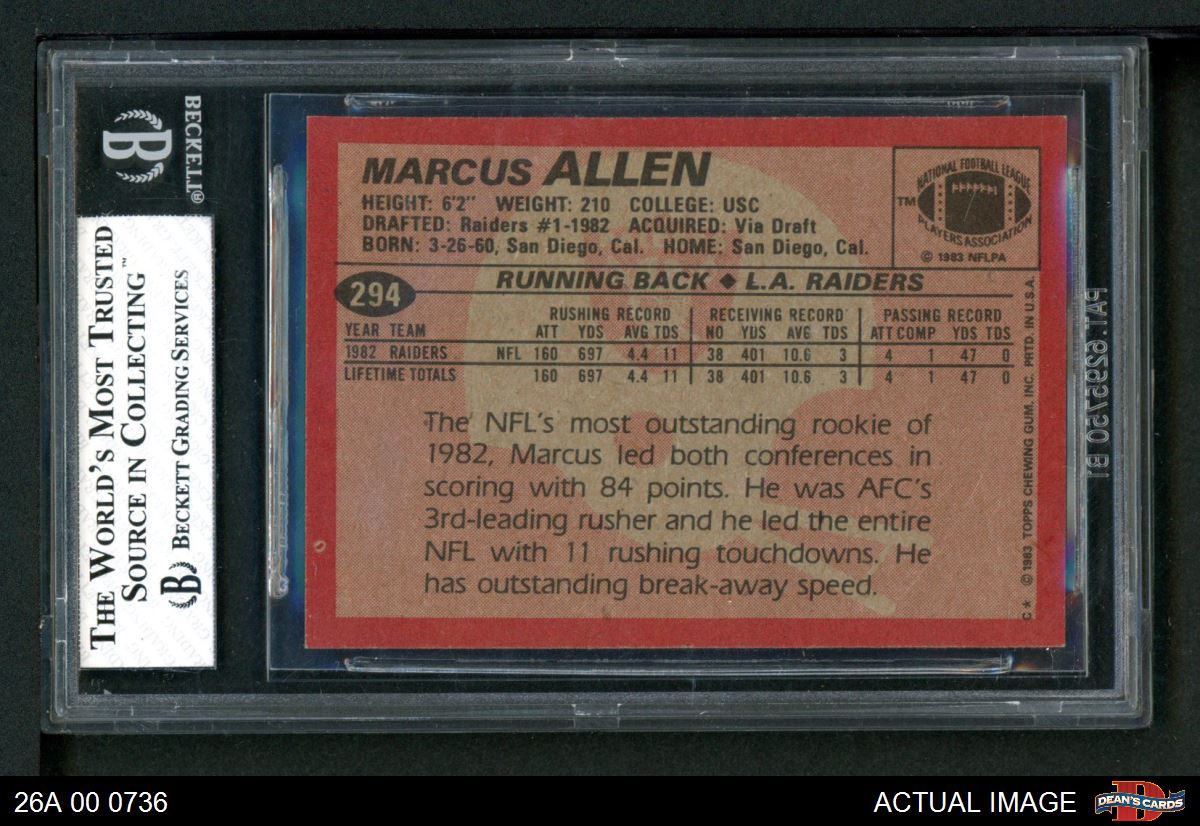 BECKETT®
B
THE WORLD'S MOST TRUSTED
SOURCE IN COLLECTING™
B BECKETT GRADING SERVICES
MARCUS ALLEN
HEIGHT: 6'2" WEIGHT: 210 COLLEGE: USC
DRAFTED: Raiders #1-1982 ACQUIRED: Via Draft
BORN: 3-26-60, San Diego, Cal. HOME: San Diego, Cal.
NATIONAL FOOTBALL LEAGUE
TM
PLAYERS ASSOCIATION
© 1983 NFLPA
294
RUNNING BACK ◆ L.A. RAIDERS
RUSHING RECORD RECEIVING RECORD PASSING RECORD
YEAR TEAM ATT YDS AVG TDS NO YDS AVG TDS ATT COMP YDS TDS
1982 RAIDERS NFL 160 697 4.4 11 38 401 10.6 3 4 1 47 0
LIFETIME TOTALS 160 697 4.4 11 38 401 10.6 3 4 1 47 0
The NFL's most outstanding rookie of
1982, Marcus led both conferences in
scoring with 84 points. He was AFC's
3rd-leading rusher and he led the entire
NFL with 11 rushing touchdowns. He
has outstanding break-away speed.
C* © 1983 TOPPS CHEWING GUM, INC. PRTD. IN U.S.A.
PAT.6295750 B1
26A 00 0736
ACTUAL IMAGE
D
DEAN'S CARDS